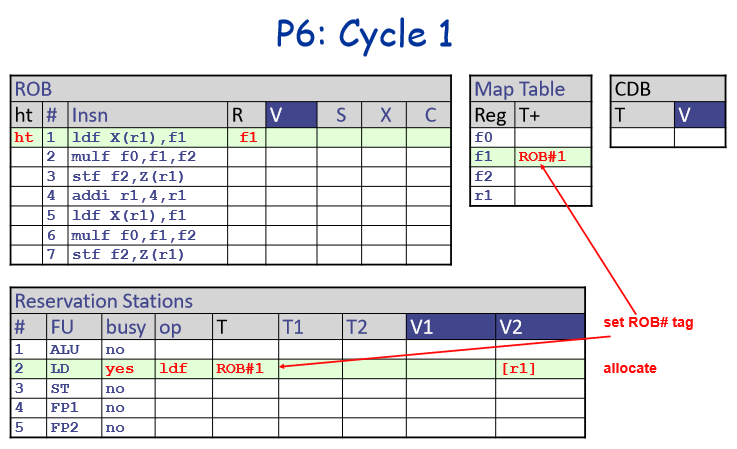 P6: Cycle 1
ROB
ht # Insn R V S X C
ht 1 ldf X(r1),f1 f1
2 mulf f0,f1,f2
3 stf f2,Z(r1)
4 addi r1,4,r1
5 ldf X(r1),f1
6 mulf f0,f1,f2
7 stf f2,Z(r1)
Map Table
Reg T+
f0
f1 ROB#1
f2
r1
CDB
T V
Reservation Stations
# FU busy op T T1 T2 V1 V2
1 ALU no
2 LD yes ldf ROB#1 [r1]
3 ST no
4 FP1 no
5 FP2 no
set ROB# tag
allocate